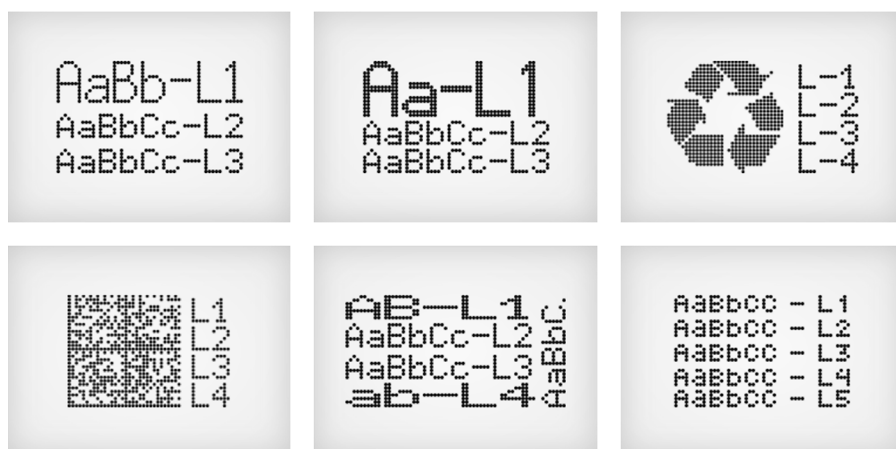 AaBb-L1
AaBbCc-L2
AaBbCc-L3
Aa-L1
AaBbCc-L2
AaBbCc-L3
L-1
L-2
L-3
L-4
L1
L2
L3
L4
AB-L1
AaBbCc-L2
AaBbCc-L3
ab-L4
AaBbC.
AaBbCC - L1
AaBbCC - L2
AaBbCC - L3
AaBbCC - L4
AaBbCC - L5